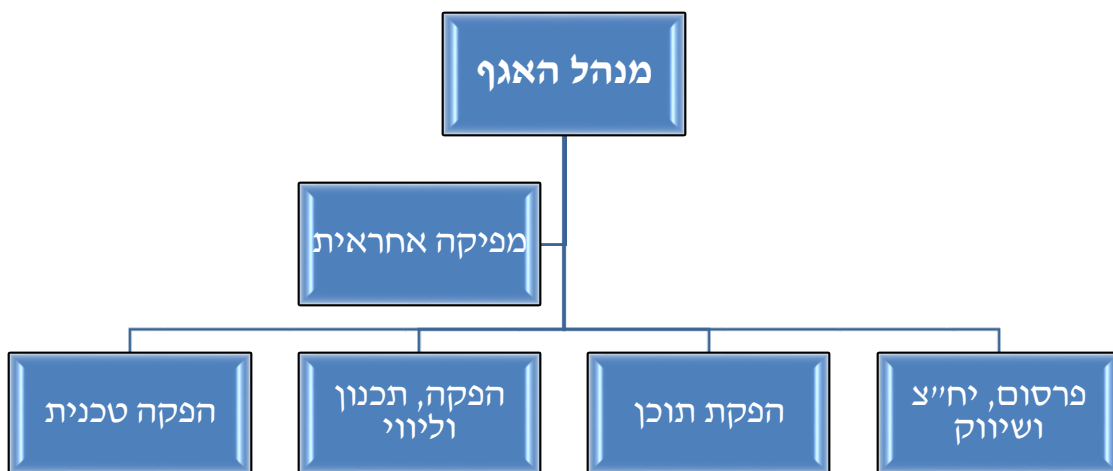 מנהל האגף
מפיקה אחראית
פרסום, יח״צ
ושיווק
הפקת תוכן
הפקה, תכנון
וליווי
הפקה טכנית